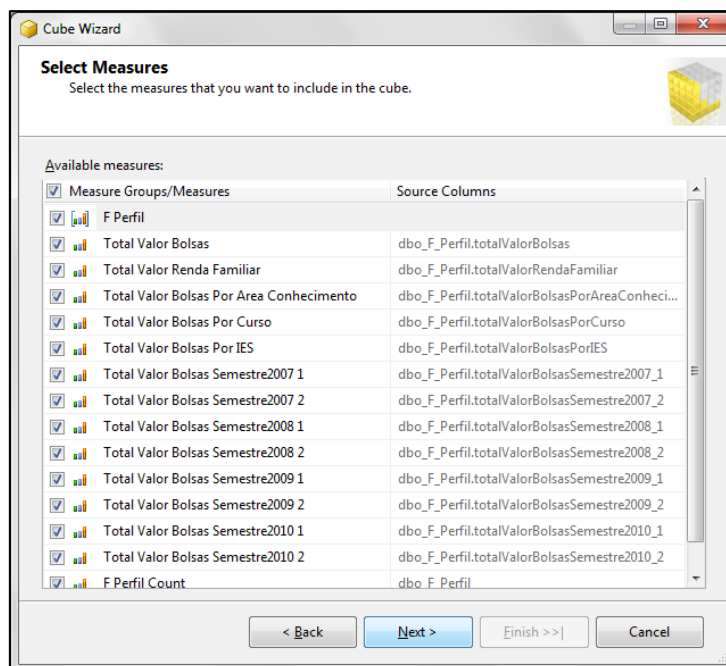 Cube Wizard
Select Measures
Select the measures that you want to include in the cube.
Available measures:
Measure Groups/Measures Source Columns
F Perfil
Total Valor Bolsas dbo_F_Perfil.totalValorBolsas
Total Valor Renda Familiar dbo_F_Perfil.totalValorRendaFamiliar
Total Valor Bolsas Por Area Conhecimento dbo_F_Perfil.totalValorBolsasPorAreaConheci...
Total Valor Bolsas Por Curso dbo_F_Perfil.totalValorBolsasPorCurso
Total Valor Bolsas Por IES dbo_F_Perfil.totalValorBolsasPorIES
Total Valor Bolsas Semestre2007 1 dbo_F_Perfil.totalValorBolsasSemestre2007_1
Total Valor Bolsas Semestre2007 2 dbo_F_Perfil.totalValorBolsasSemestre2007_2
Total Valor Bolsas Semestre2008 1 dbo_F_Perfil.totalValorBolsasSemestre2008_1
Total Valor Bolsas Semestre2008 2 dbo_F_Perfil.totalValorBolsasSemestre2008_2
Total Valor Bolsas Semestre2009 1 dbo_F_Perfil.totalValorBolsasSemestre2009_1
Total Valor Bolsas Semestre2009 2 dbo_F_Perfil.totalValorBolsasSemestre2009_2
Total Valor Bolsas Semestre2010 1 dbo_F_Perfil.totalValorBolsasSemestre2010_1
Total Valor Bolsas Semestre2010 2 dbo_F_Perfil.totalValorBolsasSemestre2010_2
F Perfil Count dbo_F_Perfil
< Back Next > Finish >>| Cancel